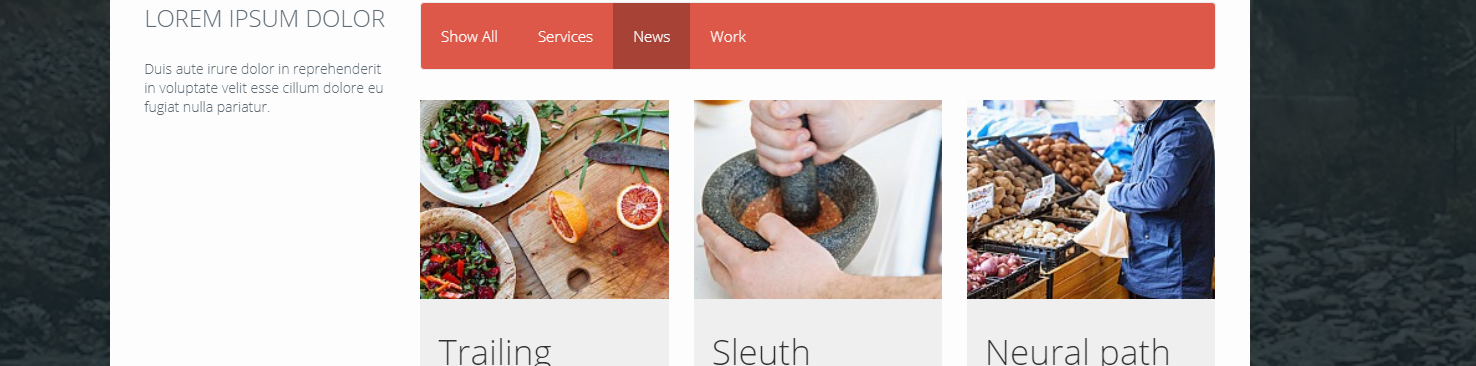 LOREM IPSUM DOLOR
Duis aute irure dolor in reprehenderit
in voluptate velit esse cillum dolore eu
fugiat nulla pariatur.
Show All
Services
News
Work
Trailing
Sleuth
Neural path